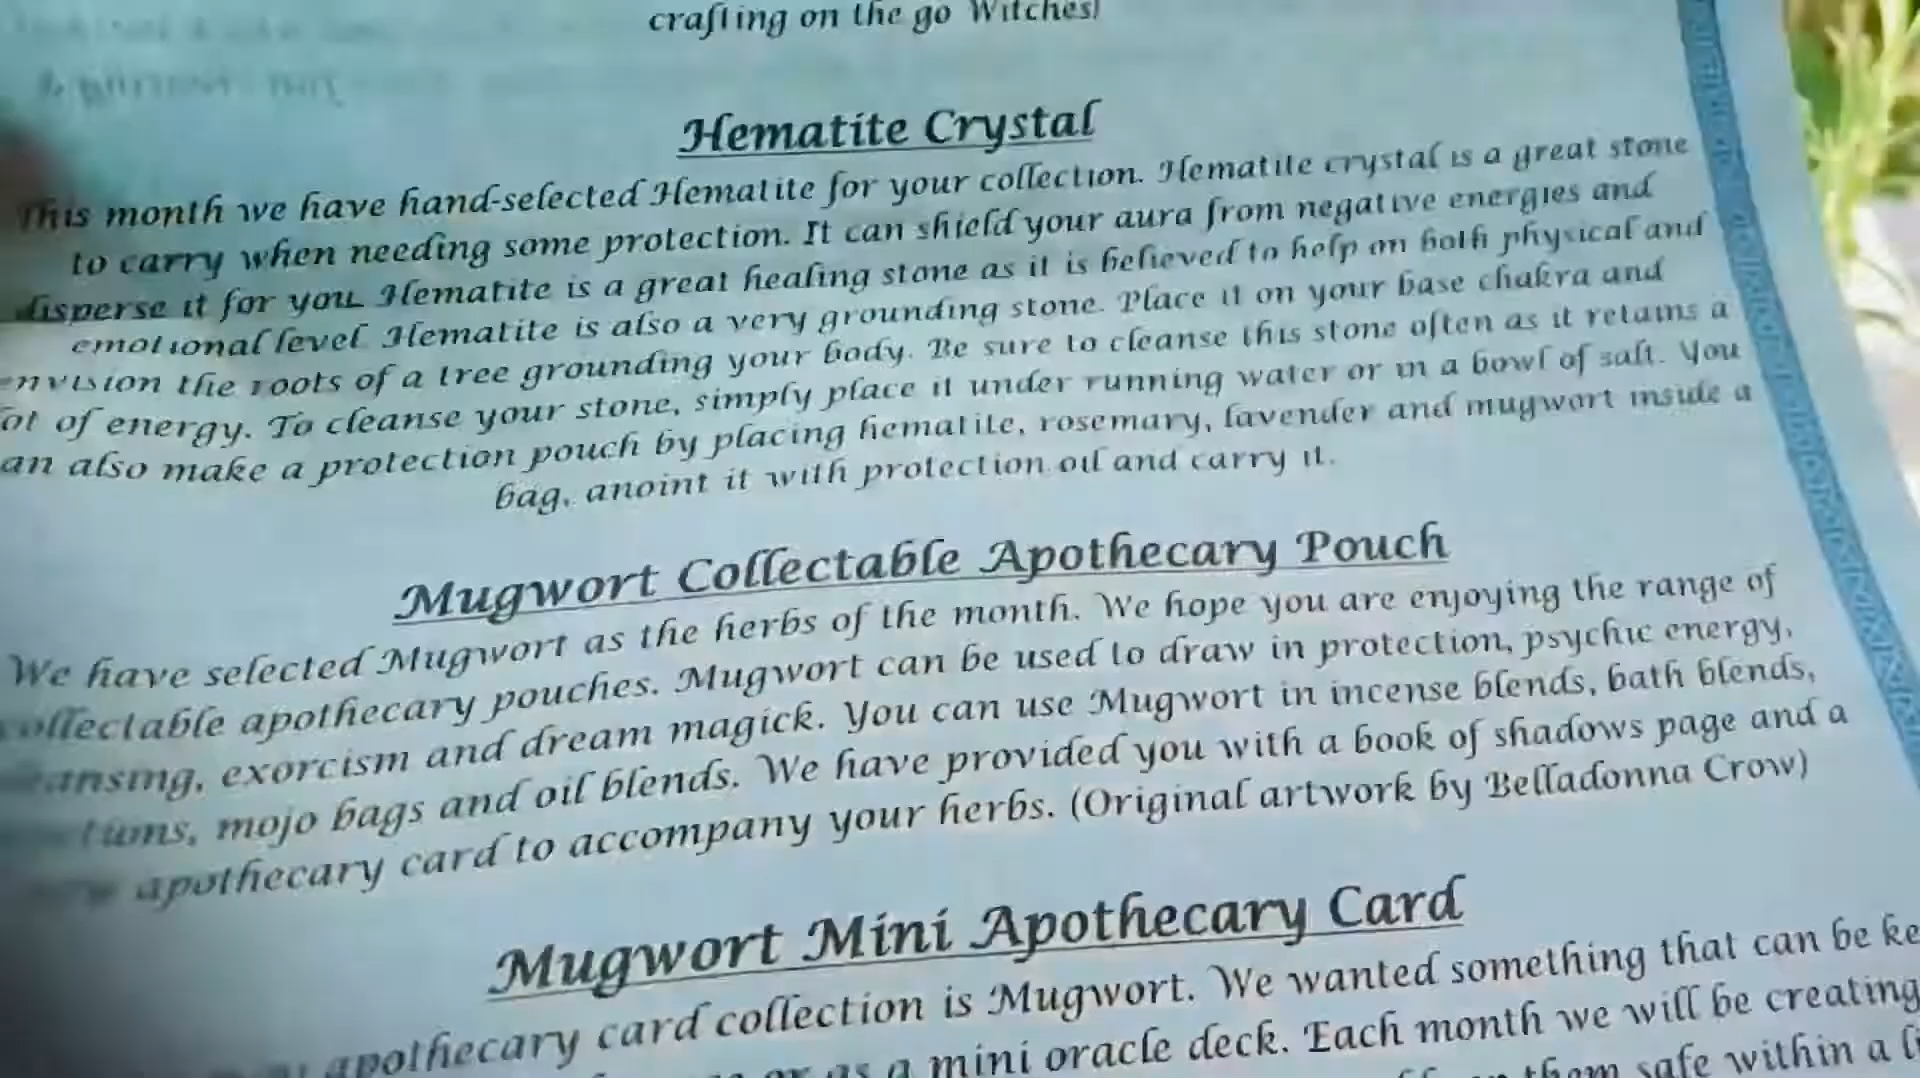 crafting on the go Witches!
Hematite Crystal
This month we have hand-selected Hematite for your collection. Hematite crystal is a great stone
to carry when needing some protection. It can shield your aura from negative energies and
disperse it for you. Hematite is a great healing stone as it is believed to help on both physical and
emotional level. Hematite is also a very grounding stone. Place it on your base chakra and
envision the roots of a tree grounding your body. Be sure to cleanse this stone often as it retains a
lot of energy. To cleanse your stone, simply place it under running water or in a bowl of salt. You
an also make a protection pouch by placing hematite, rosemary, lavender and mugwort inside a
bag, anoint it with protection oil and carry it.
Mugwort Collectable Apothecary Pouch
We have selected Mugwort as the herbs of the month. We hope you are enjoying the range of
collectable apothecary pouches. Mugwort can be used to draw in protection, psychic energy,
cleansing, exorcism and dream magick. You can use Mugwort in incense blends, bath blends,
mojo bags and oil blends. We have provided you with a book of shadows page and a
apothecary card to accompany your herbs. (Original artwork by Belladonna Crow)
Mugwort Mini Apothecary Card
apothecary card collection is Mugwort. We wanted something that can be ke
or as a mini oracle deck. Each month we will be creating
them safe within a li